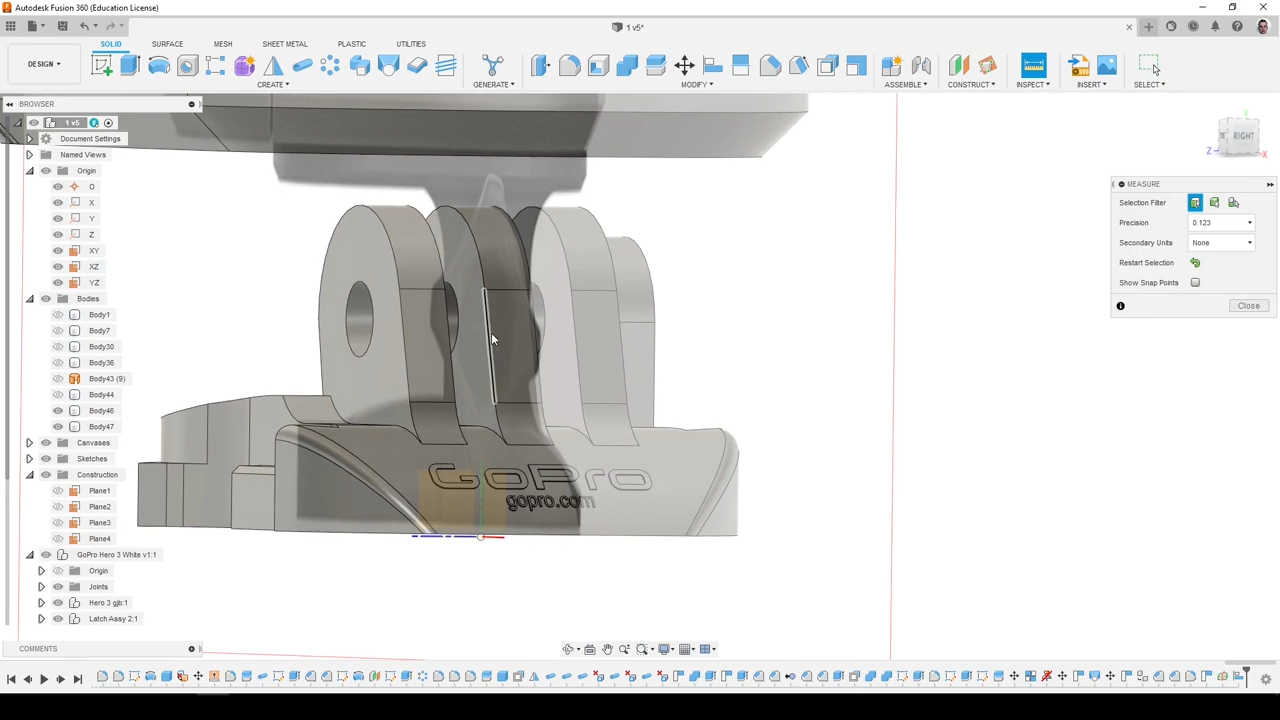 Autodesk Fusion 360 (Education License)
1 v5*
SOLID SURFACE MESH SHEET METAL PLASTIC UTILITIES
DESIGN
CREATE GENERATE MODIFY ASSEMBLE CONSTRUCT INSPECT INSERT SELECT
BROWSER
1 v5
Document Settings
Named Views
Origin
O
X
Y
Z
XY
XZ
YZ
Bodies
Body1
Body7
Body30
Body36
Body43 (9)
Body44
Body46
Body47
Canvases
Sketches
Construction
Plane1
Plane2
Plane3
Plane4
GoPro Hero 3 White v1:1
Origin
Joints
Hero 3 gjb:1
Latch Assy 2:1
COMMENTS
GoPro
gopro.com
Y
RIGHT
Z
X
MEASURE
Selection Filter
Precision 0.123
Secondary Units None
Restart Selection
Show Snap Points
Close